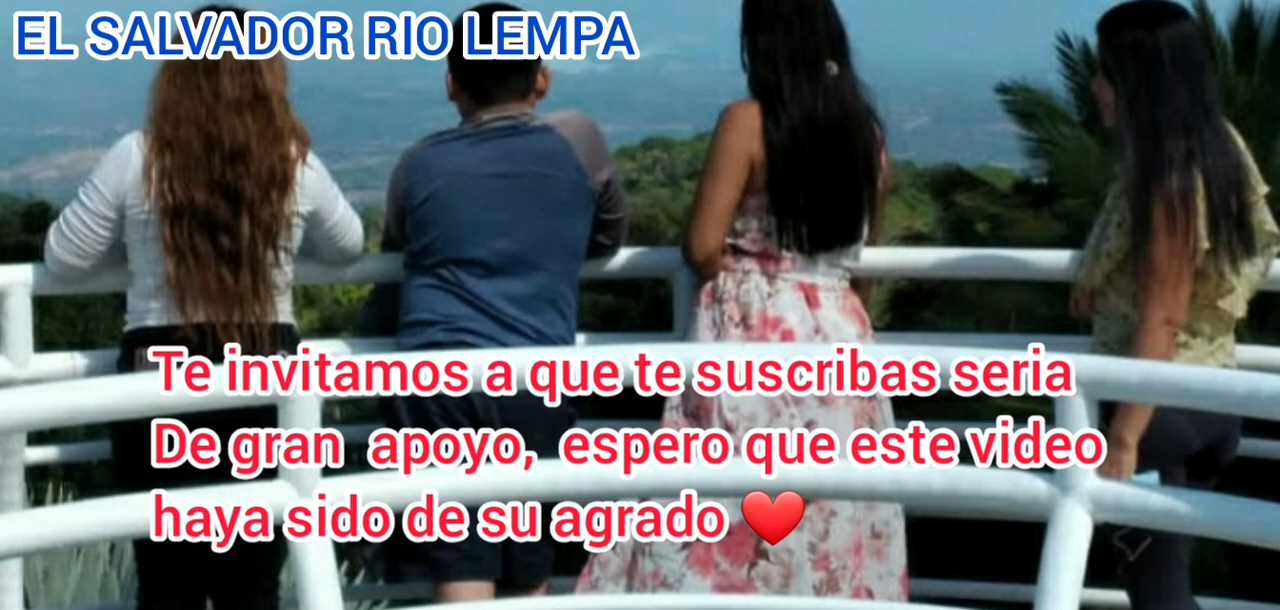 EL SALVADOR RIO LEMPA
Te invitamos a que te suscribas seria
De gran apoyo, espero que este video
haya sido de su agrado ❤️